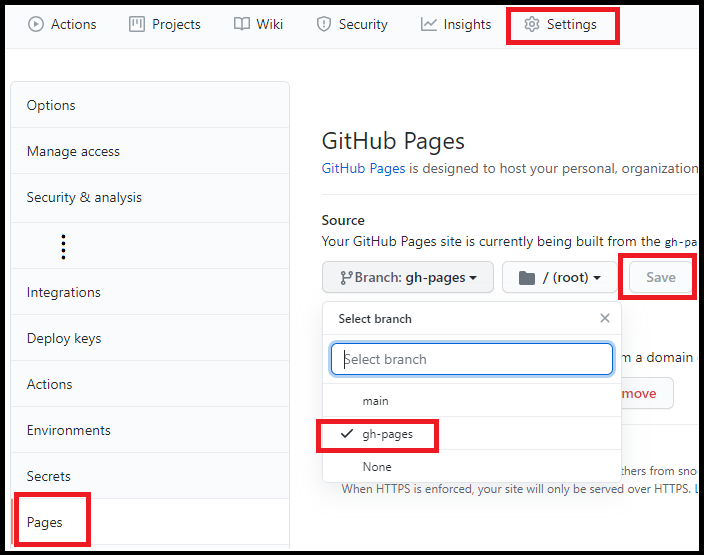 Actions Projects Wiki Security Insights Settings
Options
Manage access
Security & analysis
Integrations
Deploy keys
Actions
Environments
Secrets
Pages
GitHub Pages
GitHub Pages is designed to host your personal, organization
Source
Your GitHub Pages site is currently being built from the gh-pa
Branch: gh-pages / (root) Save
Select branch
Select branch
main
gh-pages
None
m a domain
move
thers from snoo
When HTTPS is enforced, your site will only be served over HTTPS. L